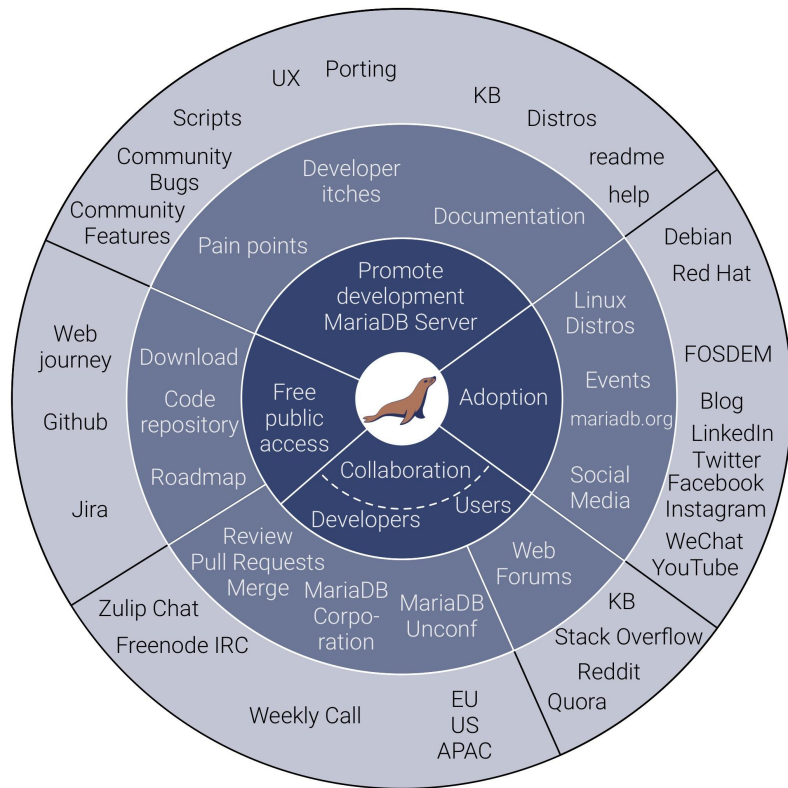 UX
Porting
KB
Scripts
Distros
Community
Bugs
readme
Community
Features
help
Developer
itches
Documentation
Pain points
Promote
development
MariaDB Server
Debian
Red Hat
FOSDEM
Blog
LinkedIn
Twitter
Facebook
Instagram
WeChat
YouTube
Linux
Distros
Events
mariadb.org
Social
Media
Adoption
Web
journey
Github
Jira
Download
Code
repository
Roadmap
Free
public
access
Collaboration
Developers
Users
Review
Pull Requests
Merge
MariaDB
Corpo-
ration
MariaDB
Unconf
Web
Forums
Zulip Chat
Freenode IRC
Weekly Call
EU
US
APAC
KB
Stack Overflow
Reddit
Quora